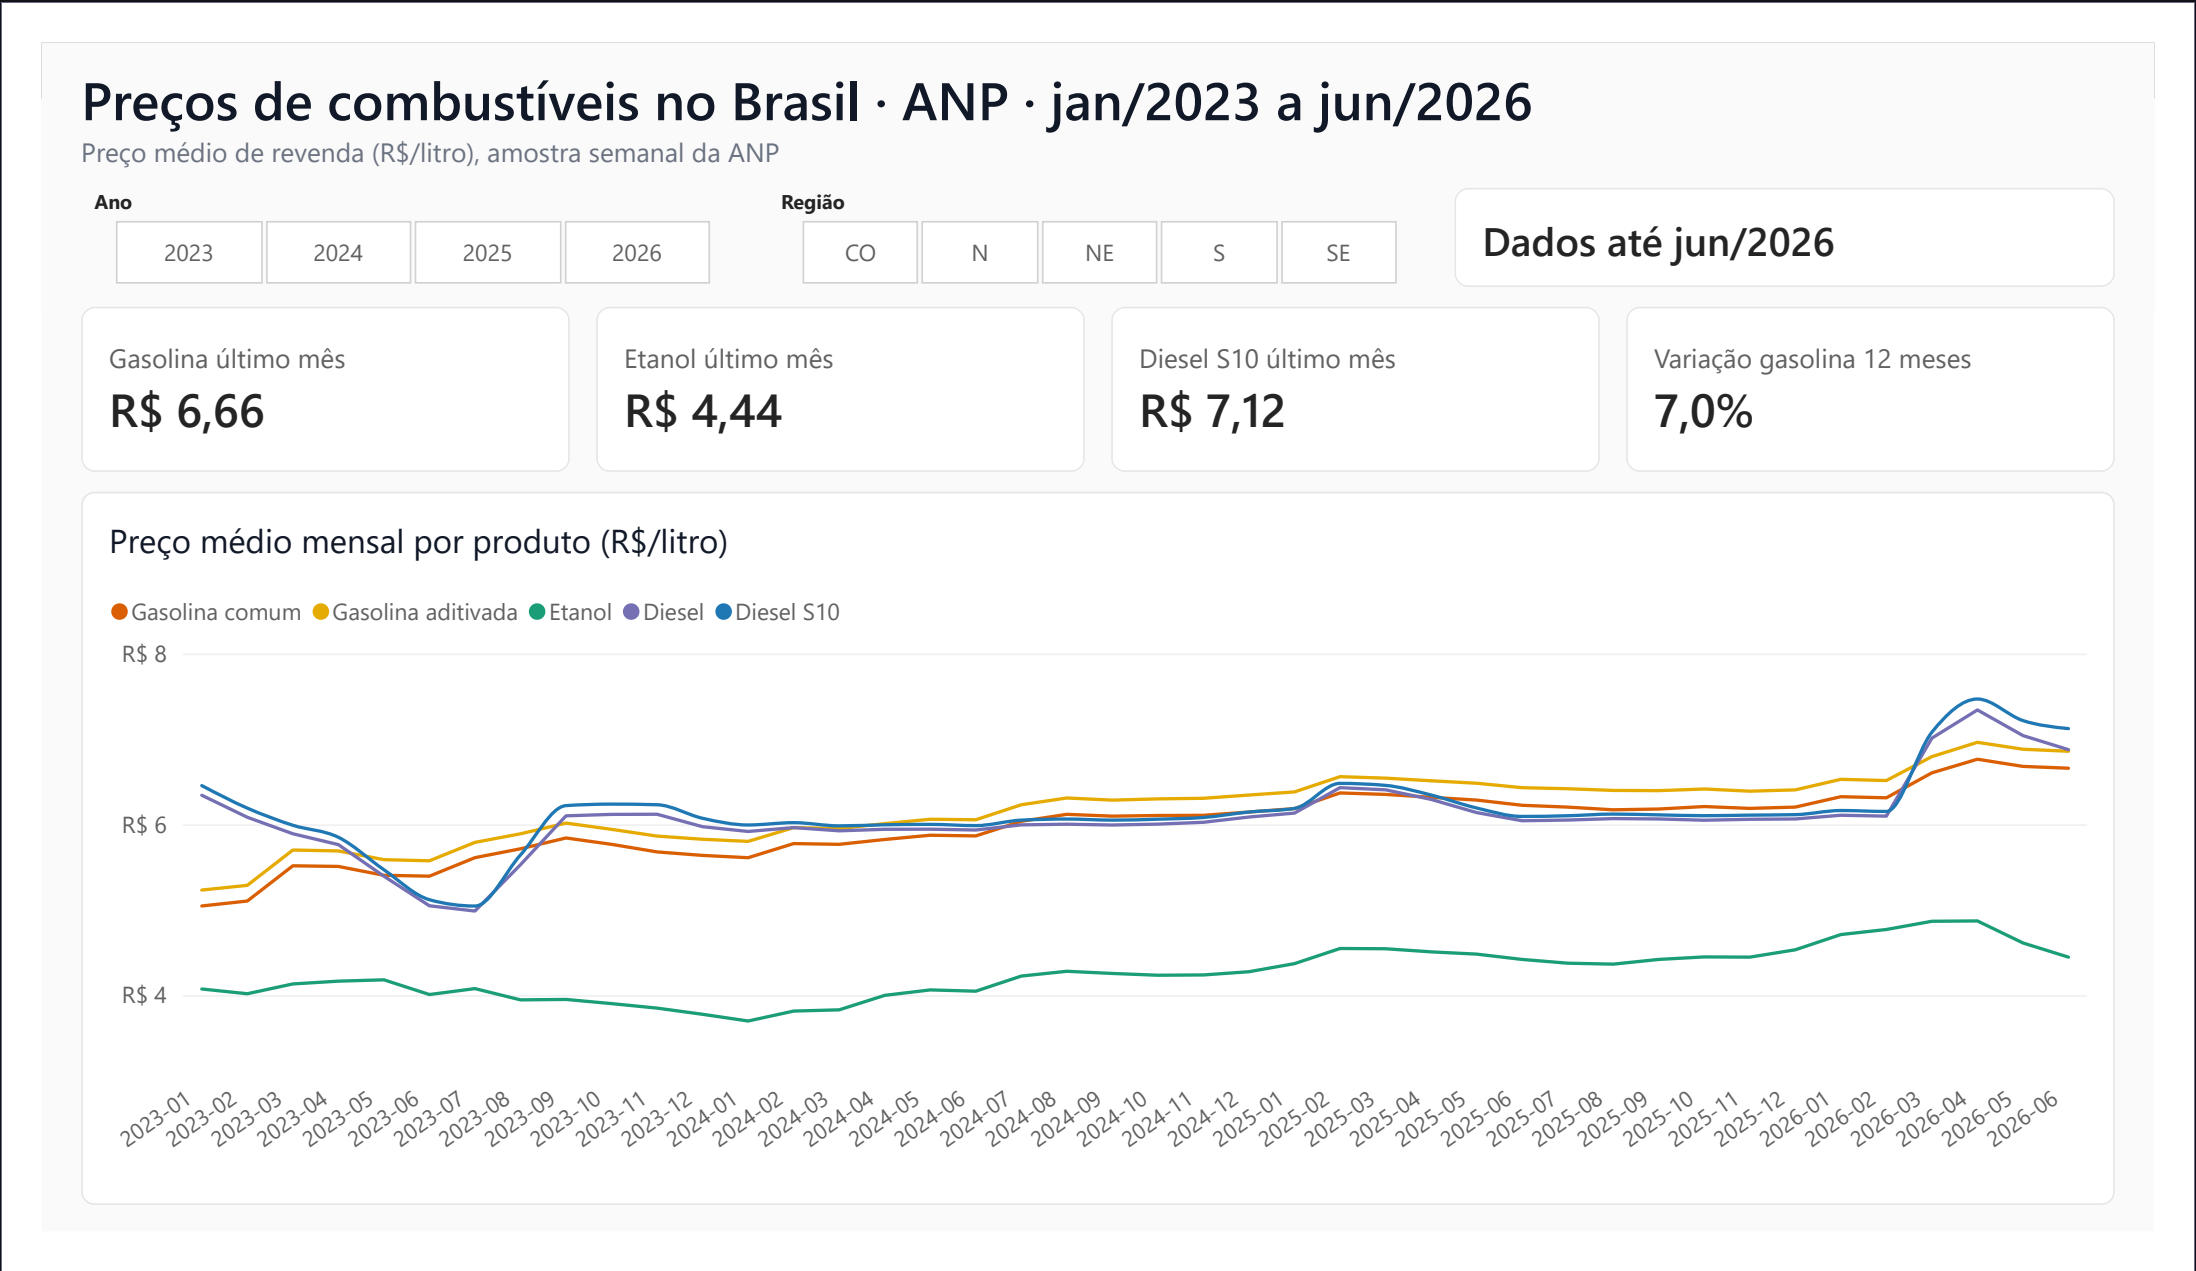 Preços de combustíveis no Brasil · ANP · jan/2023 a jun/2026
Preço médio de revenda (R$/litro), amostra semanal da ANP
Ano
2023 2024 2025 2026
Região
CO N NE S SE
Dados até jun/2026
Gasolina último mês
R$ 6,66
Etanol último mês
R$ 4,44
Diesel S10 último mês
R$ 7,12
Variação gasolina 12 meses
7,0%
Preço médio mensal por produto (R$/litro)
Gasolina comum Gasolina aditivada Etanol Diesel Diesel S10
R$ 8
R$ 6
R$ 4
2023-01 2023-02 2023-03 2023-04 2023-05 2023-06 2023-07 2023-08 2023-09 2023-10 2023-11 2023-12 2024-01 2024-02 2024-03 2024-04 2024-05 2024-06 2024-07 2024-08 2024-09 2024-10 2024-11 2024-12 2025-01 2025-02 2025-03 2025-04 2025-05 2025-06 2025-07 2025-08 2025-09 2025-10 2025-11 2025-12 2026-01 2026-02 2026-03 2026-04 2026-05 2026-06